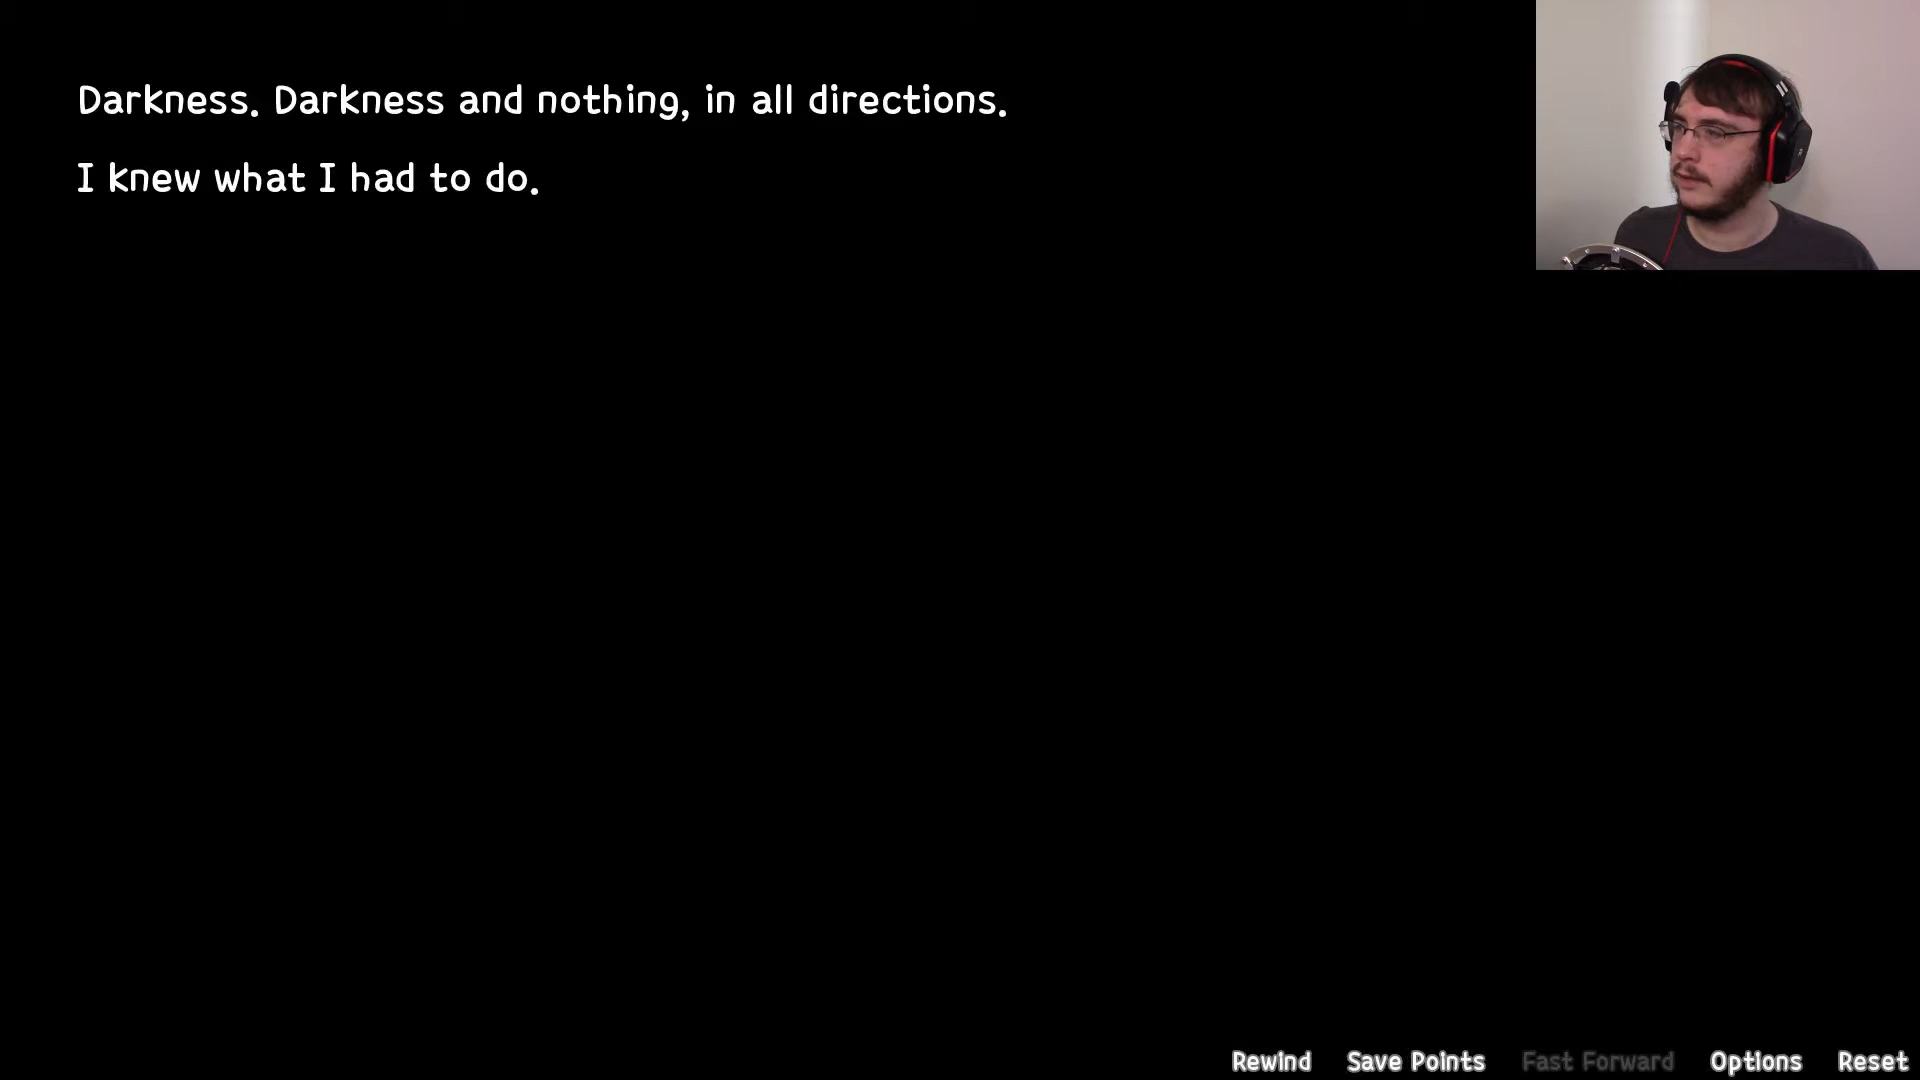 Darkness. Darkness and nothing, in all directions.
I knew what I had to do.
Rewind Save Points Fast Forward Options Reset